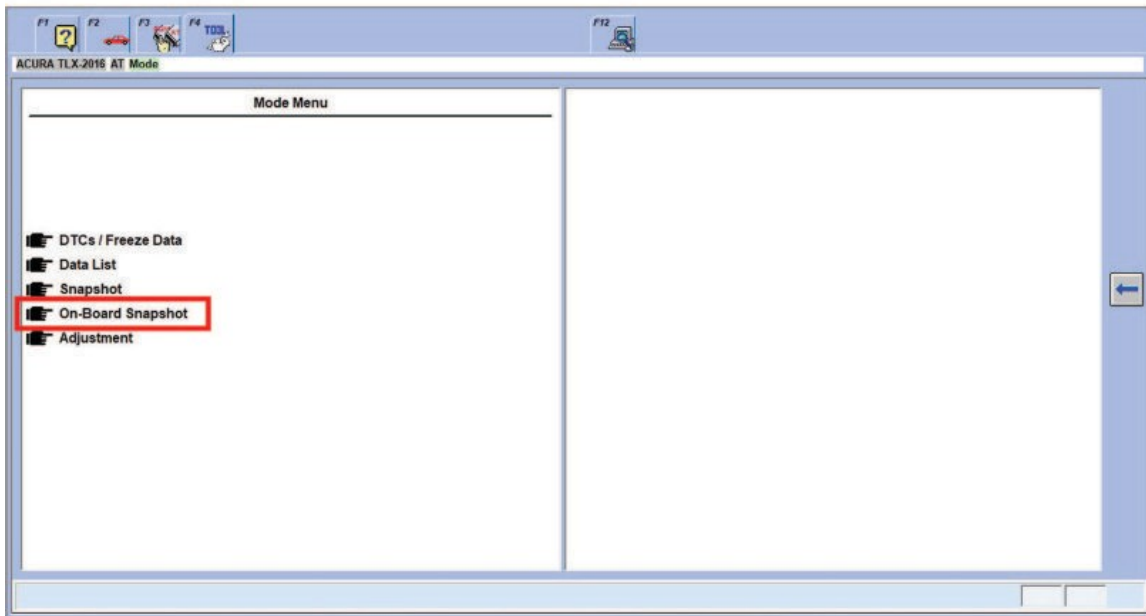 F1 F2 F3 F4 TOOL F12
ACURA TLX-2016 AT Mode
Mode Menu
DTCs / Freeze Data
Data List
Snapshot
On-Board Snapshot
Adjustment